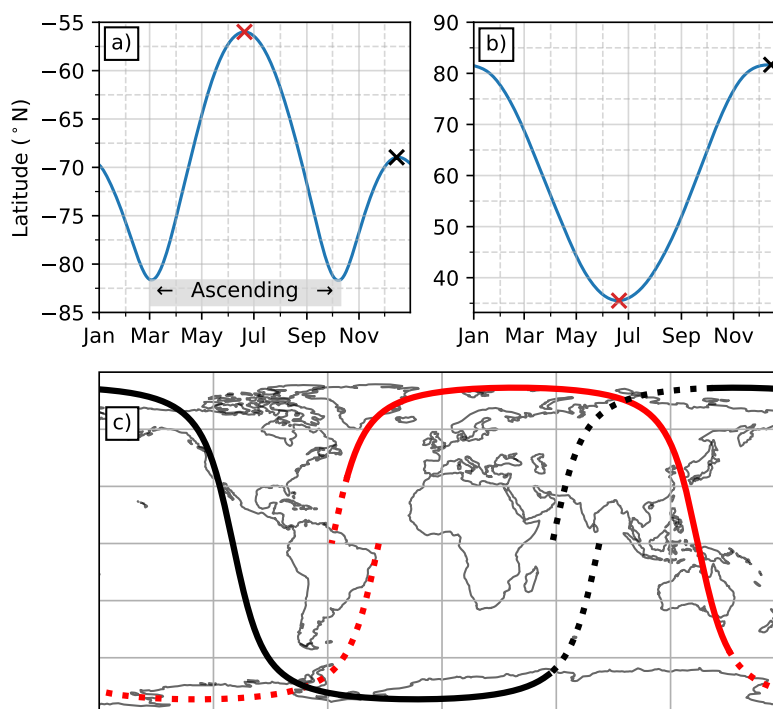 a)
b)
Latitude (°N)
−55
−60
−65
−70
−75
−80
−85
← Ascending →
Jan Mar May Jul Sep Nov
90
80
70
60
50
40
Jan Mar May Jul Sep Nov
c)